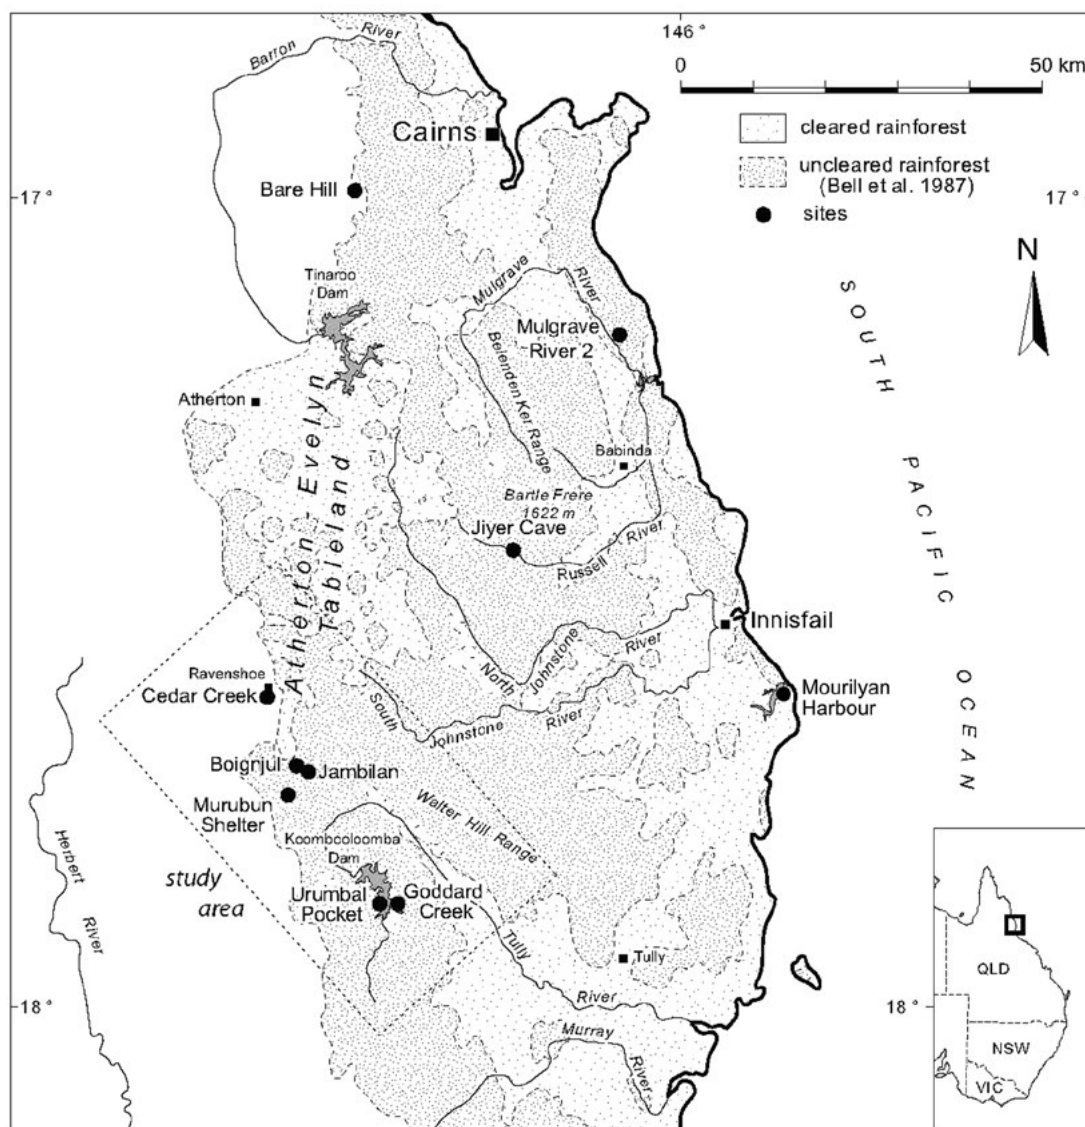 146 °
0
50 km
Barron
River
Cairns
cleared rainforest
uncleared rainforest
(Bell et al. 1987)
sites
Bare Hill
17 °
17 °
N
Tinaroo
Dam
Mulgrave
River
Mulgrave
River 2
Bellenden Ker Range
SOUTH
PACIFIC
OCEAN
Atherton
Atherton - Evelyn
Tableland
Babinda
Bartle Frere
1622 m
Jiyer Cave
Russell
River
Innisfail
North
Johnstone
River
Ravenshoe
Cedar Creek
South
Johnstone
River
Mourilyan
Harbour
Boignjul
Jambilan
Murubun
Shelter
Walter Hill Range
Koombooloomba
Dam
study
area
Urumbal
Pocket
Goddard
Creek
Herbert
River
Tully
River
Tully
18 °
18 °
Murray
River
QLD
NSW
VIC